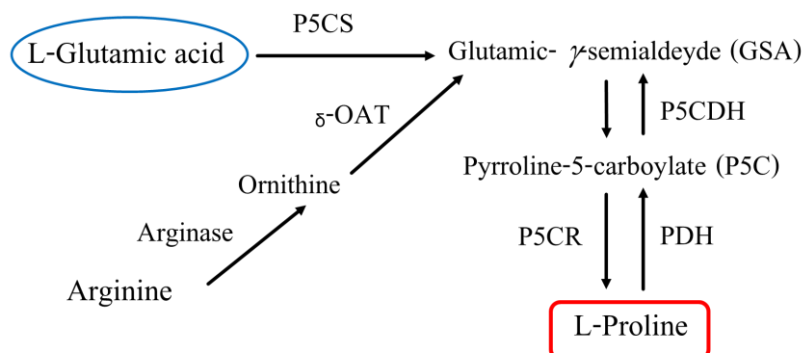 P5CS
L-Glutamic acid
Glutamic- γ-semialdeyde (GSA)
δ-OAT
P5CDH
Pyrroline-5-carboylate (P5C)
Ornithine
Arginase
P5CR
PDH
Arginine
L-Proline